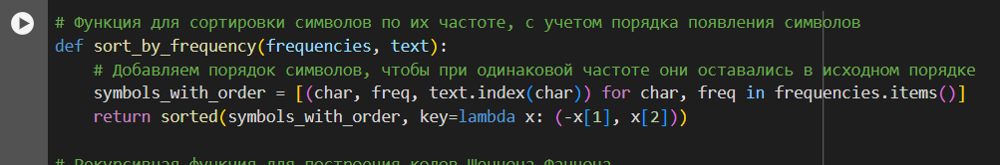 # Функция для сортировки символов по их частоте, с учетом порядка появления символов
def sort_by_frequency(frequencies, text):
    # Добавляем порядок символов, чтобы при одинаковой частоте они оставались в исходном порядке
    symbols_with_order = [(char, freq, text.index(char)) for char, freq in frequencies.items()]
    return sorted(symbols_with_order, key=lambda x: (-x[1], x[2]))
# Рекурсивная функция для построения кодов Шеннона-Фаннона